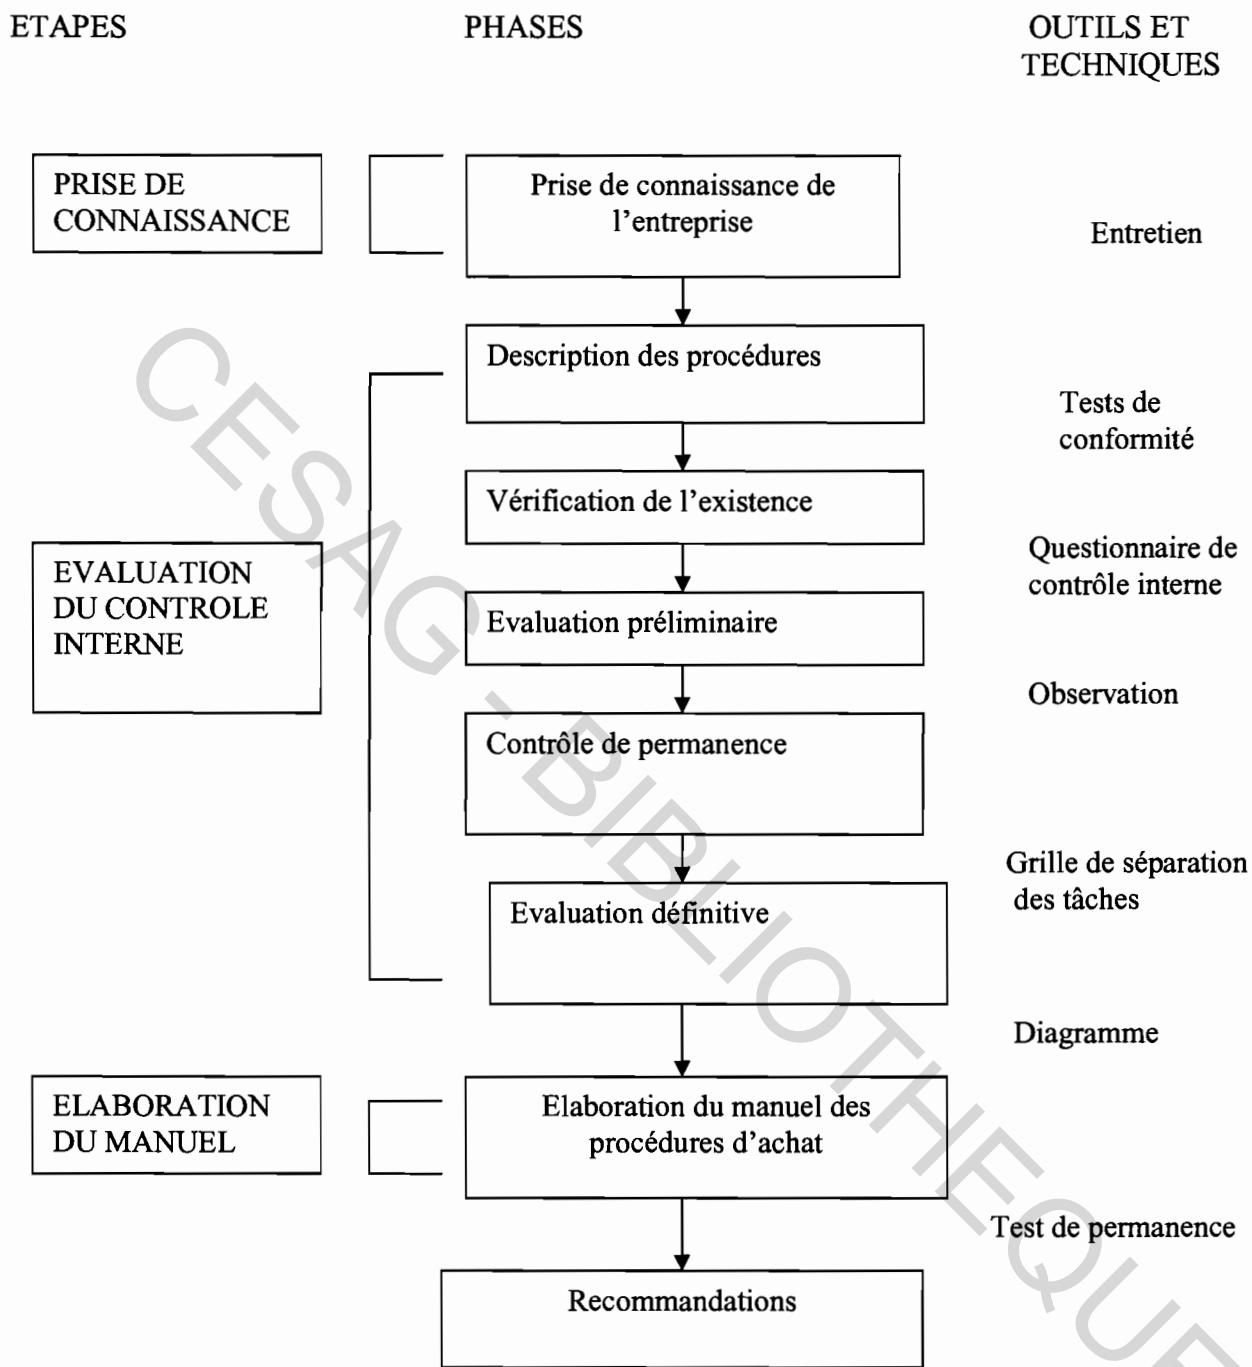 ETAPES
PHASES
OUTILS ET
TECHNIQUES
PRISE DE
CONNAISSANCE
Prise de connaissance de
l'entreprise
Entretien
Description des procédures
Tests de
conformité
Vérification de l'existence
Questionnaire de
contrôle interne
EVALUATION
DU CONTROLE
INTERNE
Evaluation préliminaire
Observation
Contrôle de permanence
Grille de séparation
des tâches
Evaluation définitive
Diagramme
ELABORATION
DU MANUEL
Elaboration du manuel des
procédures d'achat
Test de permanence
Recommandations
CESAG - BIBLIOTHEQUE